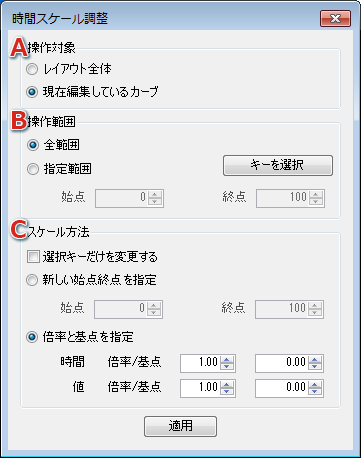 時間スケール調整
A 操作対象
レイアウト全体
現在編集しているカーブ
B 操作範囲
全範囲
指定範囲 キーを選択
始点 0 終点 100
C スケール方法
選択キーだけを変更する
新しい始点終点を指定
始点 0 終点 100
倍率と基点を指定
時間 倍率/基点 1.00 0.00
値 倍率/基点 1.00 0.00
適用